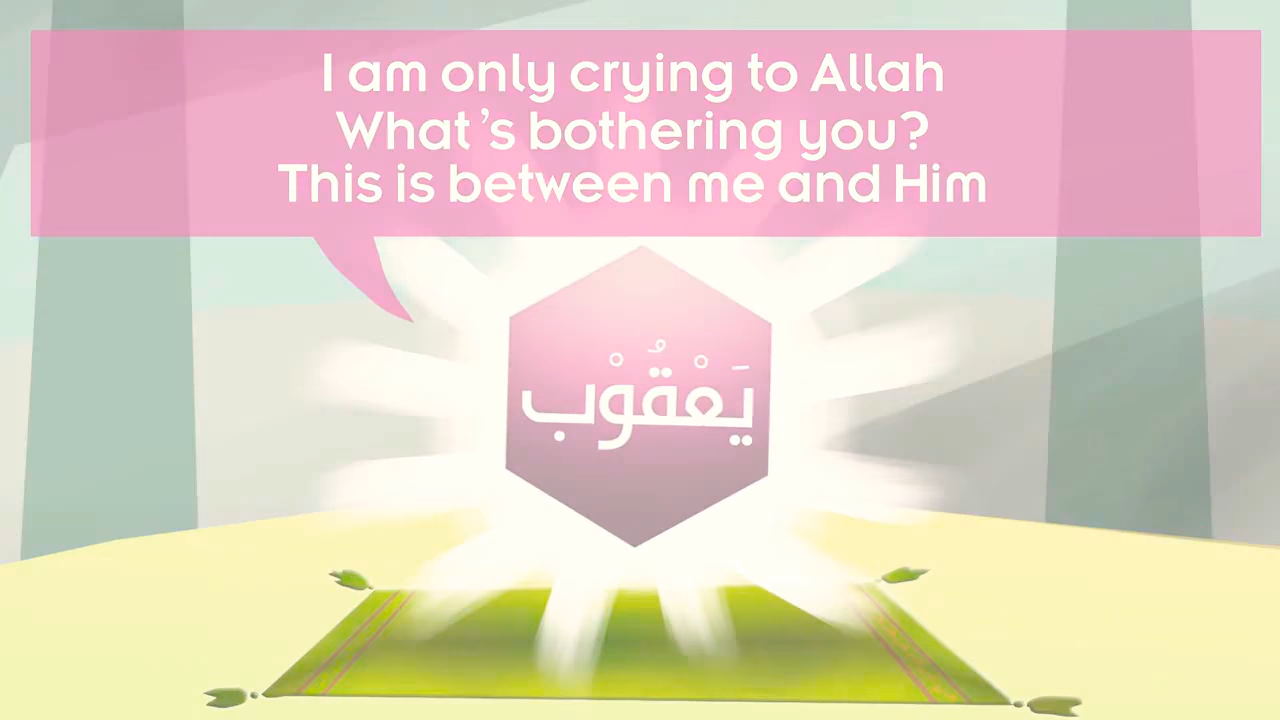 I am only crying to Allah
What's bothering you?
This is between me and Him
يَعْقُوْب